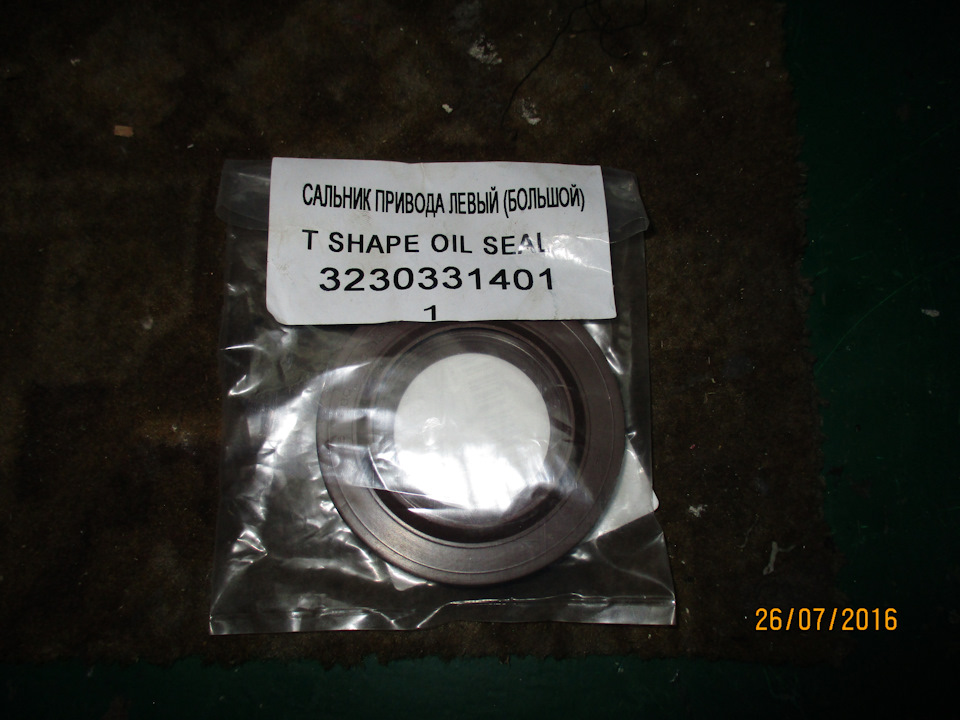 САЛЬНИК ПРИВОДА ЛЕВЫЙ (БОЛЬШОЙ)
T SHAPE OIL SEAL
3230331401
1
26/07/2016